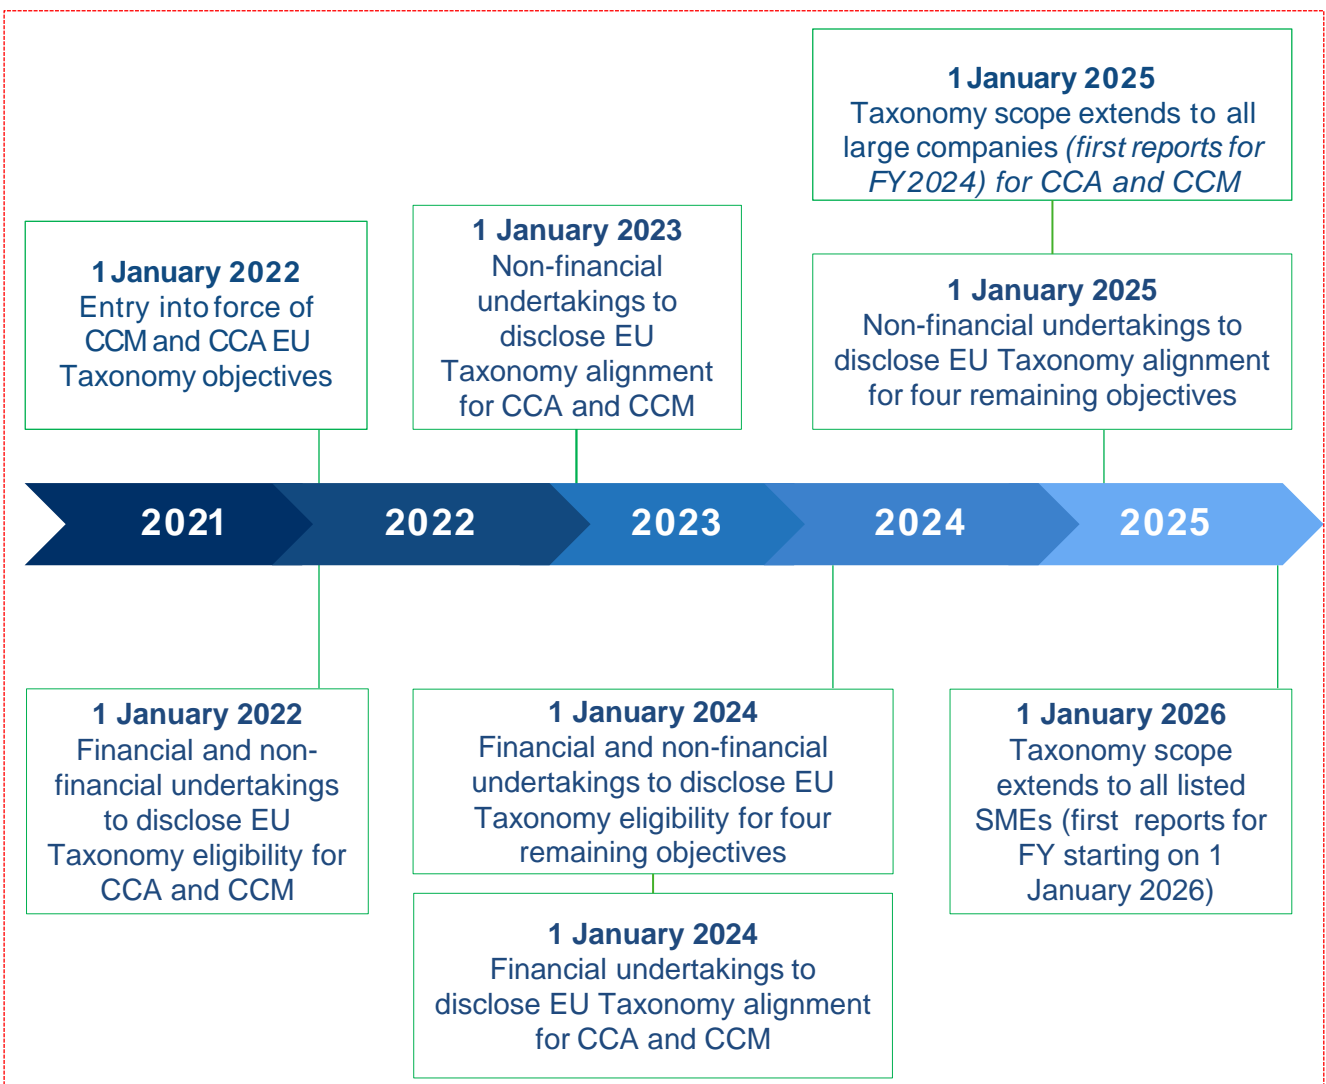 1 January 2025
Taxonomy scope extends to all
large companies (first reports for
FY2024) for CCA and CCM
1 January 2022
Entry into force of
CCM and CCA EU
Taxonomy objectives
1 January 2023
Non-financial
undertakings to
disclose EU
Taxonomy alignment
for CCA and CCM
1 January 2025
Non-financial undertakings to
disclose EU Taxonomy alignment
for four remaining objectives
2021
2022
2023
2024
2025
1 January 2022
Financial and non-
financial undertakings
to disclose EU
Taxonomy eligibility for
CCA and CCM
1 January 2024
Financial and non-financial
undertakings to disclose EU
Taxonomy eligibility for four
remaining objectives
1 January 2024
Financial undertakings to
disclose EU Taxonomy alignment
for CCA and CCM
1 January 2026
Taxonomy scope
extends to all listed
SMEs (first reports for
FY starting on 1
January 2026)